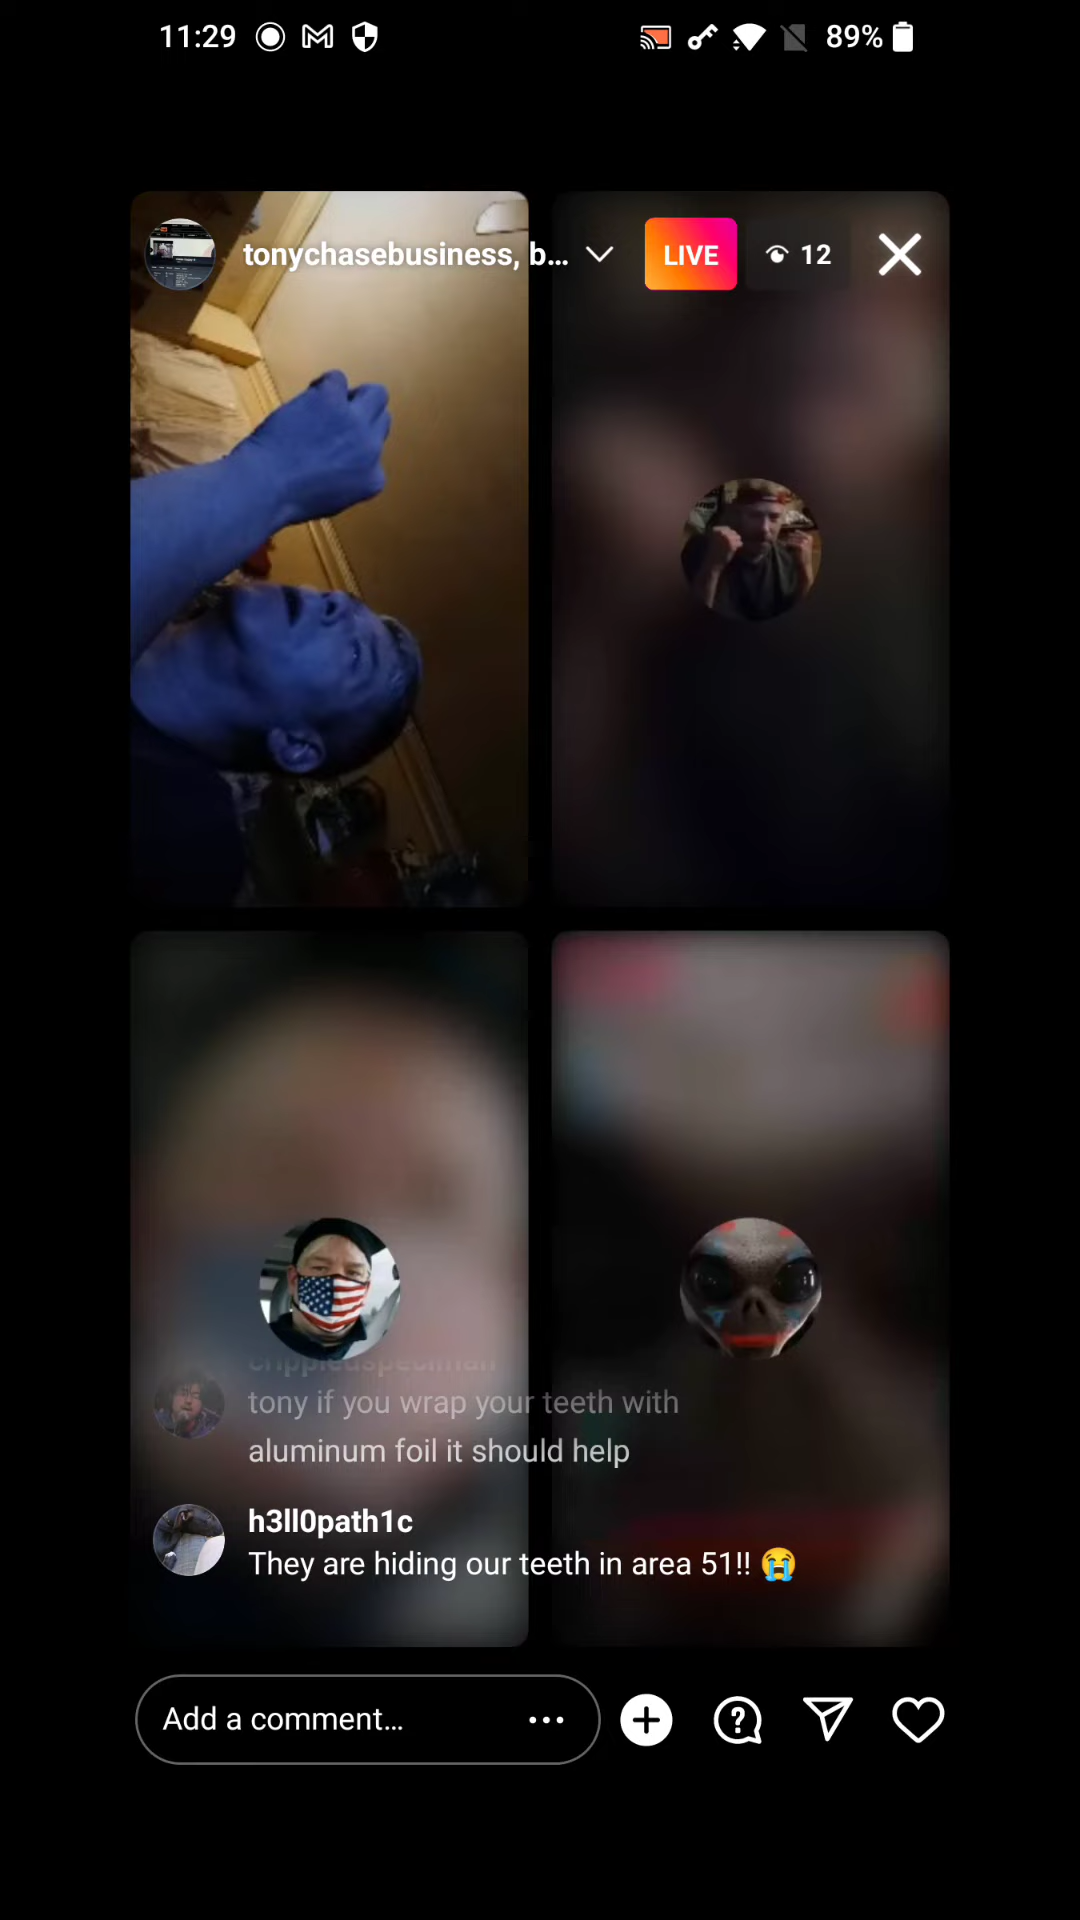 11:29
89%
tonychasebusiness, b...
LIVE
12
tony if you wrap your teeth with
aluminum foil it should help
h3ll0path1c
They are hiding our teeth in area 51!! 😭
Add a comment...